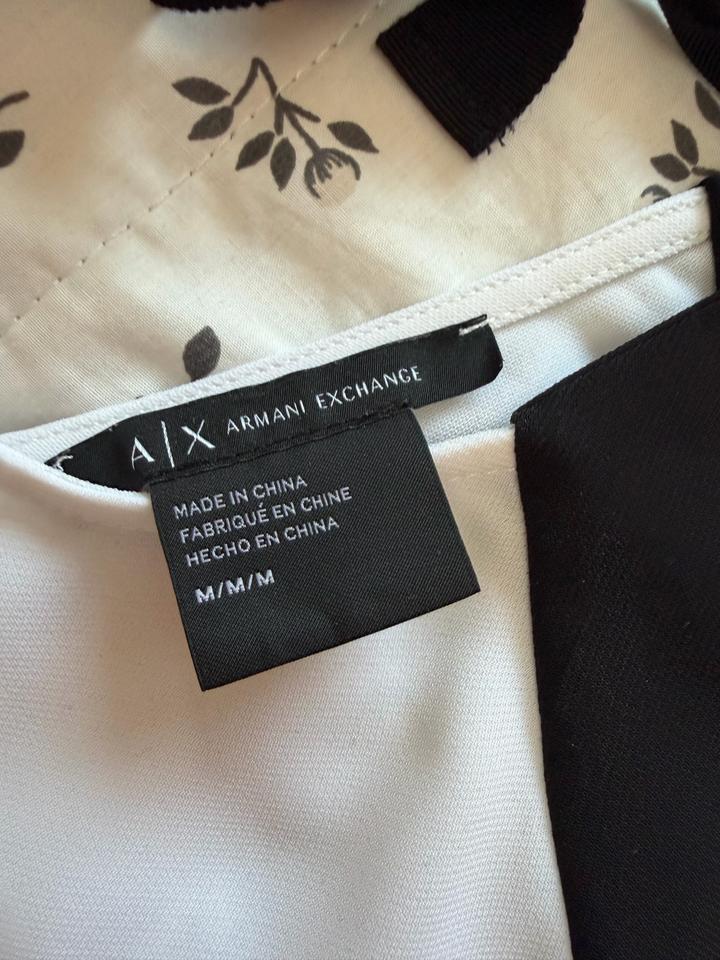 A|X ARMANI EXCHANGE
MADE IN CHINA
FABRIQUÉ EN CHINE
HECHO EN CHINA
M/M/M